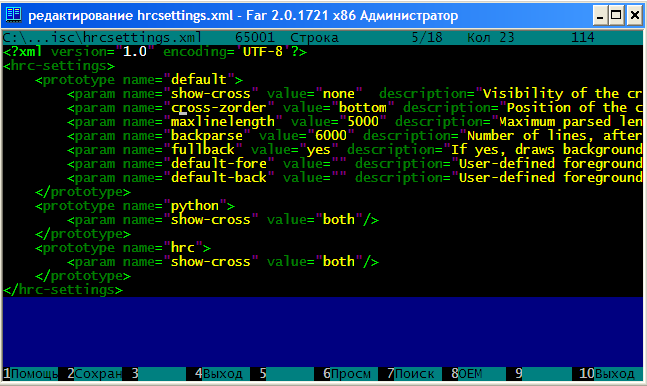 редактирование hrcsettings.xml - Far 2.0.1721 x86 Администратор
C:\...isc\hrcsettings.xml 65001 Строка 5/18 Кол 23 114
<?xml version="1.0" encoding='UTF-8'?>
<hrc-settings>
<prototype name="default">
<param name="show-cross" value="none" description="Visibility of the cr
<param name="cross-zorder" value="bottom" description="Position of the c
<param name="maxlinelength" value="5000" description="Maximum parsed len
<param name="backparse" value="6000" description="Number of lines, after
<param name="fullback" value="yes" description="If yes, draws background
<param name="default-fore" value="" description="User-defined foreground
<param name="default-back" value="" description="User-defined foreground
</prototype>
<prototype name="python">
<param name="show-cross" value="both"/>
</prototype>
<prototype name="hrc">
<param name="show-cross" value="both"/>
</prototype>
</hrc-settings>
1Помощь 2Сохран 3 4Выход 5 6Просм 7Поиск 8OEM 9 10Выход